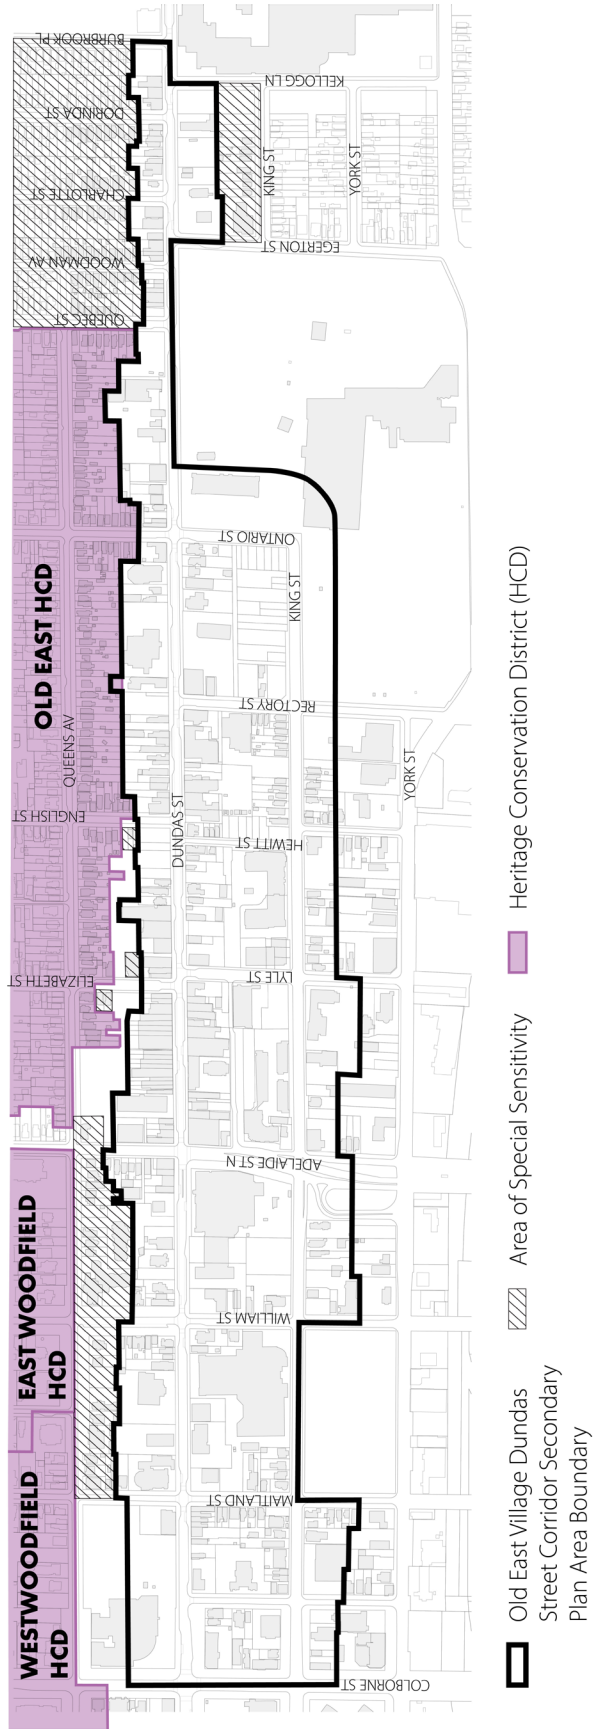 WESTWOODFIELD
HCD
EAST WOODFIELD
HCD
OLD EAST HCD
ELIZABETH ST
ENGLISH ST
QUEENS AV
QUEBEC ST
WOODMAN AV
CHARLOTTE ST
DORINDA ST
BURBROOK PL
DUNDAS ST
COLBORNE ST
MAITLAND ST
WILLIAM ST
ADELAIDE ST N
LYLE ST
HEWITT ST
RECTORY ST
ONTARIO ST
EGERTON ST
KELLOGG LN
KING ST
KING ST
YORK ST
YORK ST
Old East Village Dundas
Street Corridor Secondary
Plan Area Boundary
Area of Special Sensitivity
Heritage Conservation District (HCD)